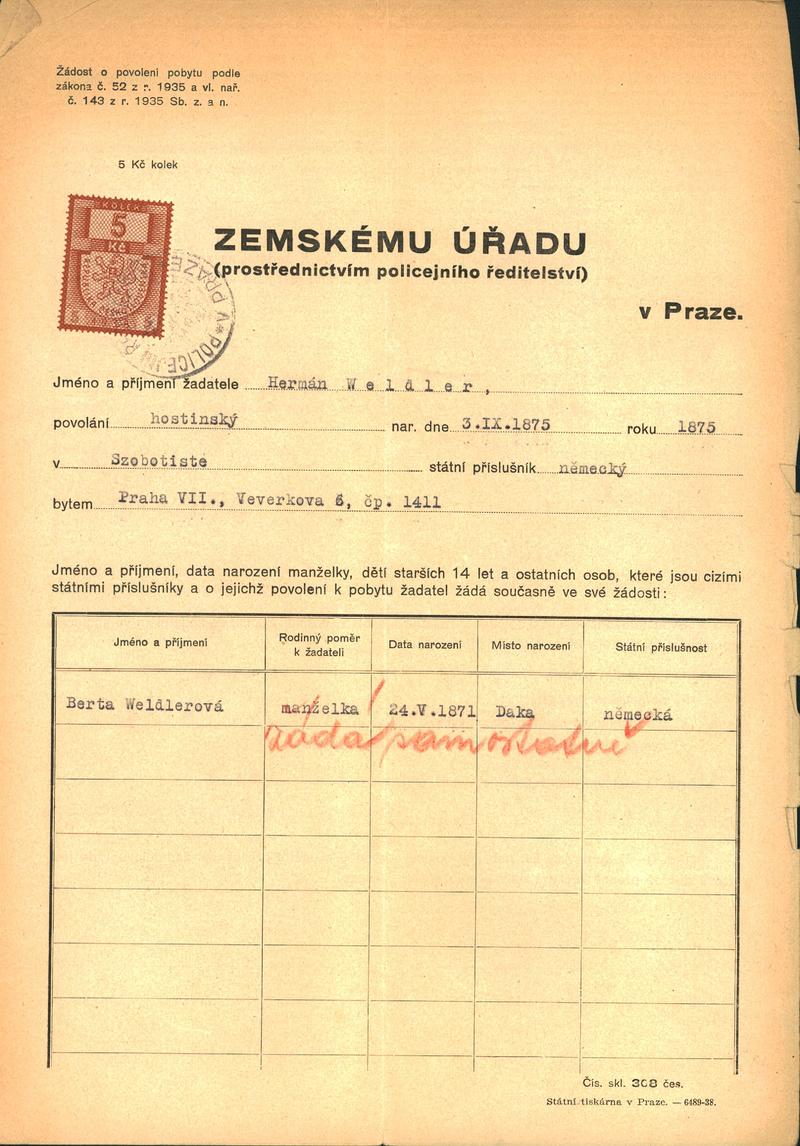 Žádost o povolení pobytu podle
zákona č. 52 z r. 1935 a vl. nař.
č. 143 z r. 1935 Sb. z. a n.
5 Kč kolek
KOLEK
5
Kč
ZEMSKÉMU ÚŘADU
(prostřednictvím policejního ředitelství)
v Praze.
Jméno a příjmení žadatele Hermán Weldler,
povolání hostinský nar. dne 3.IX.1875 roku 1875
v Szobotiste státní příslušník německý
bytem Praha VII., Veverkova 6, čp. 1411
Jméno a příjmení, data narození manželky, dětí starších 14 let a ostatních osob, které jsou cizími
státními příslušníky a o jejichž povolení k pobytu žadatel žádá současně ve své žádosti:
Jméno a příjmení Rodinný poměr k žadateli Data narození Místo narození Státní příslušnost
Berta Weldlerová manželka 24.V.1871 Daka německá
žádá samostatně
Čís. skl. 308 čes.
Státní tiskárna v Praze. — 6489-38.